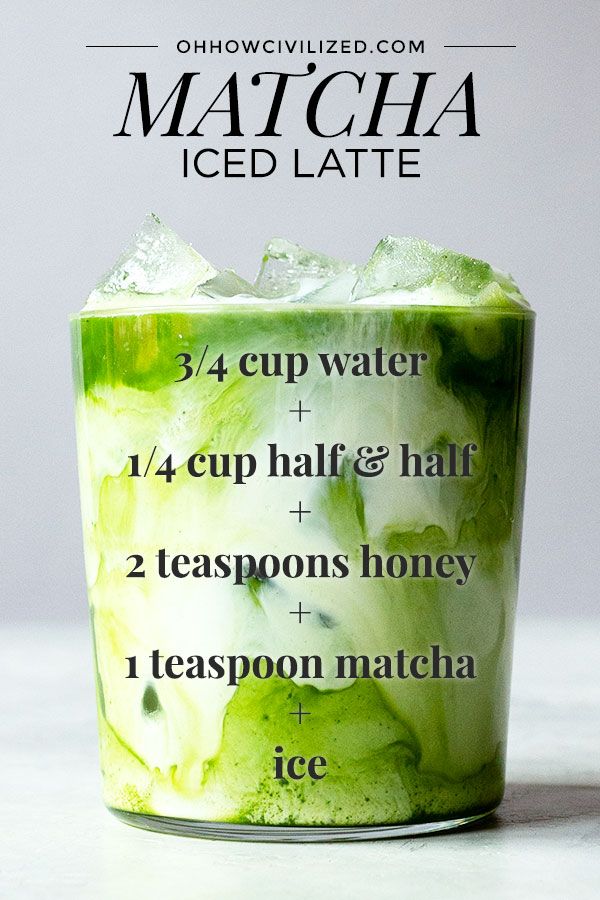 OHHOWCIVILIZED.COM
MATCHA
ICED LATTE
3/4 cup water
+
1/4 cup half & half
+
2 teaspoons honey
+
1 teaspoon matcha
+
ice